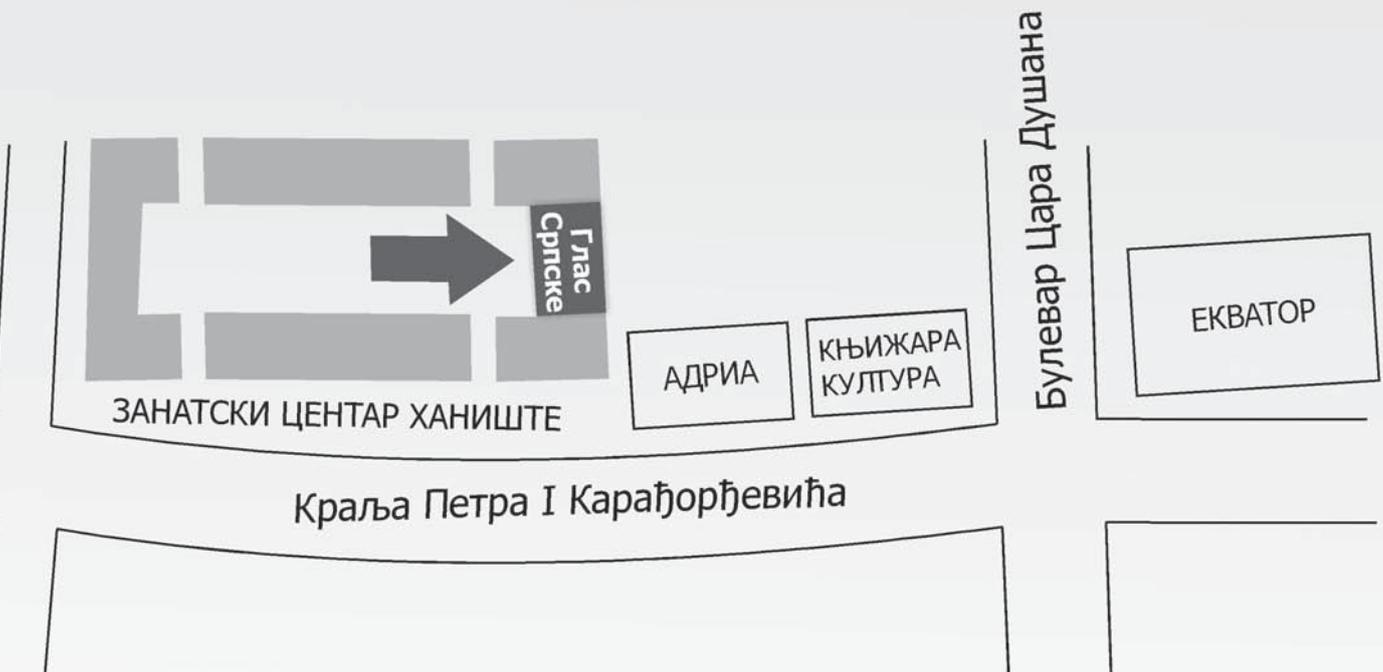 Булевар Цара Душана
Глас
Српске
ЕКВАТОР
КЊИЖАРА
КУЛТУРА
АДРИА
ЗАНАТСКИ ЦЕНТАР ХАНИШТЕ
Краља Петра I Карађорђевића